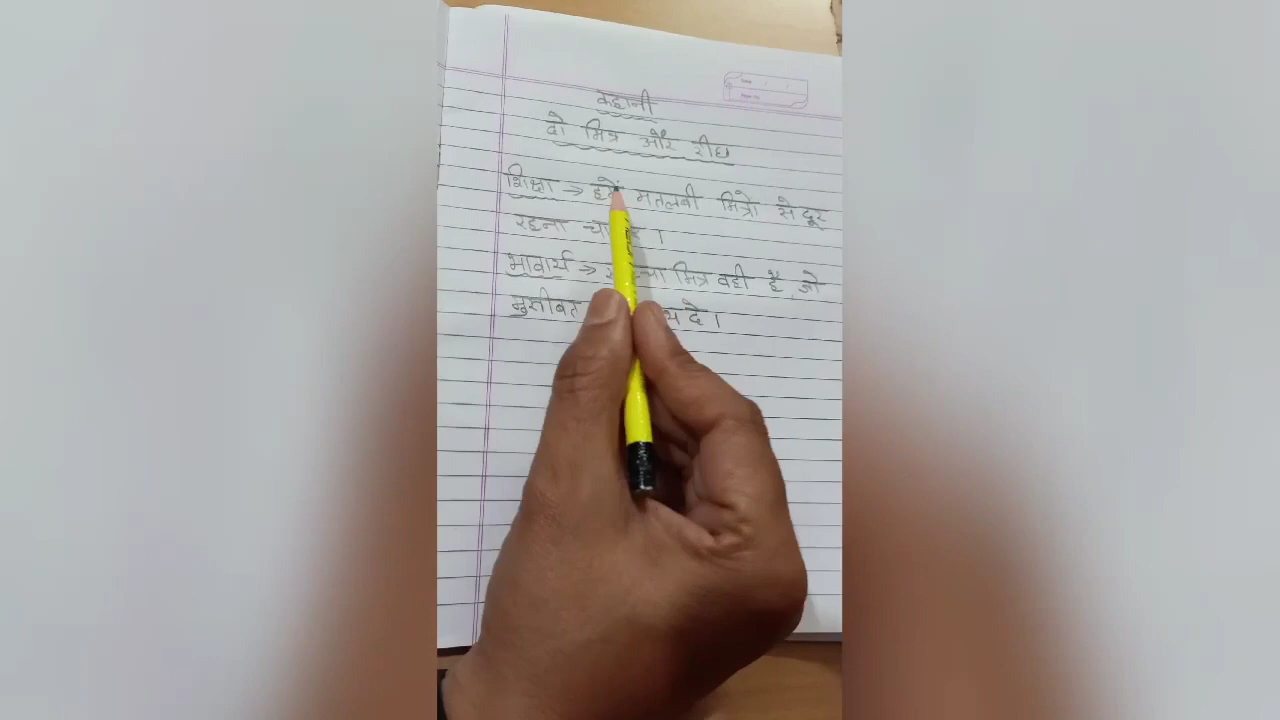 कहानी
दो मित्र और रीछ
शिक्षा → हमें मतलबी मित्रो से दूर
रहना
भावार्थ → मित्र वही है, जो
मुसीबत दे।